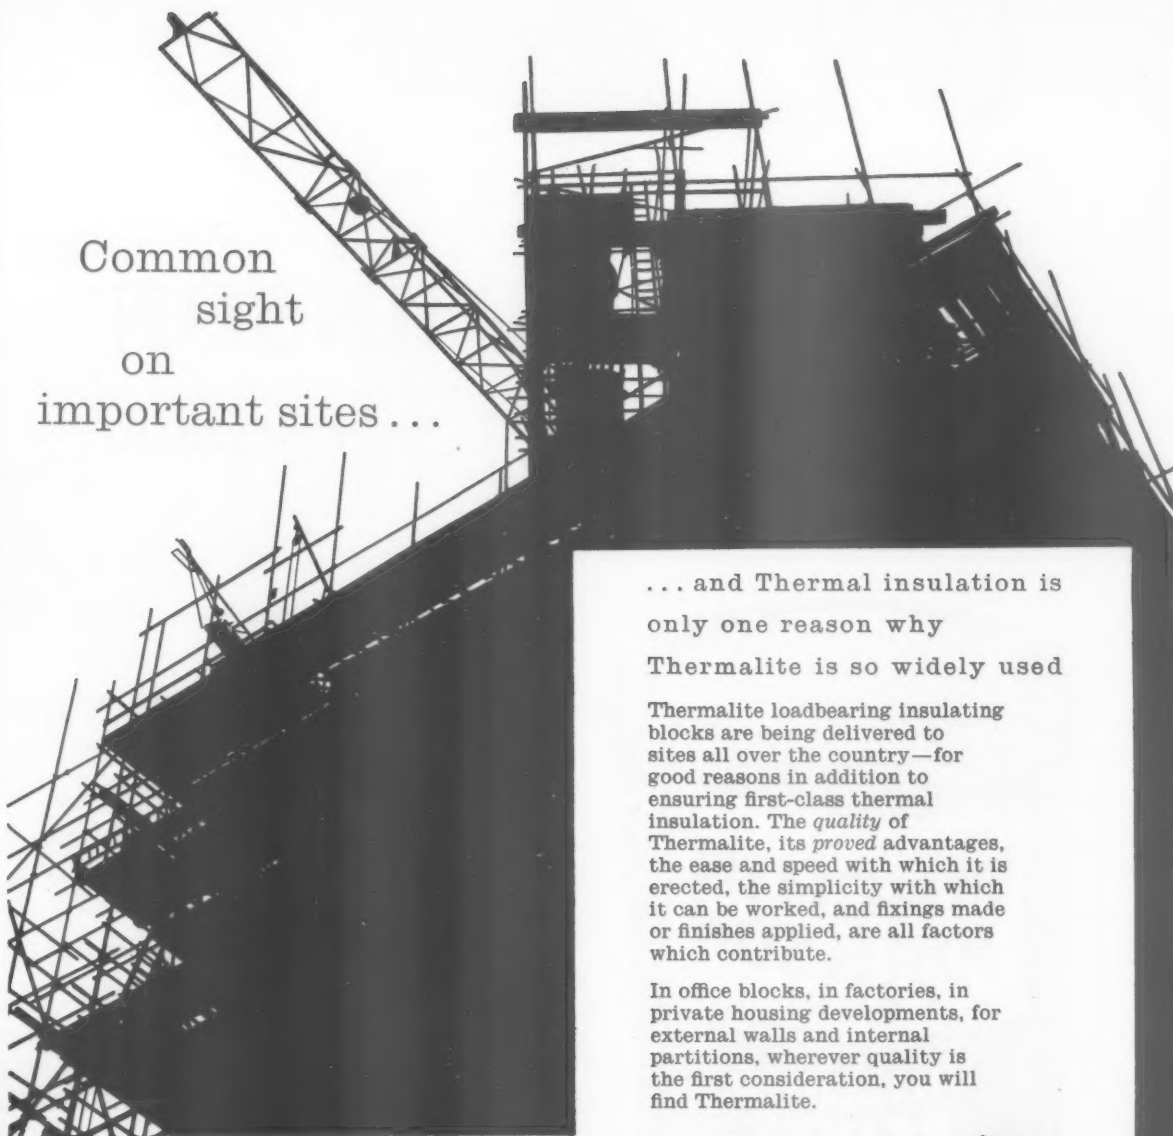 Common
sight
on
important sites...
... and Thermal insulation is
only one reason why
Thermalite is so widely used
Thermalite loadbearing insulating
blocks are being delivered to
sites all over the country—for
good reasons in addition to
ensuring first-class thermal
insulation. The quality of
Thermalite, its proved advantages,
the ease and speed with which it is
erected, the simplicity with which
it can be worked, and fixings made
or finishes applied, are all factors
which contribute.
In office blocks, in factories, in
private housing developments, for
external walls and internal
partitions, wherever quality is
the first consideration, you will
find Thermalite.